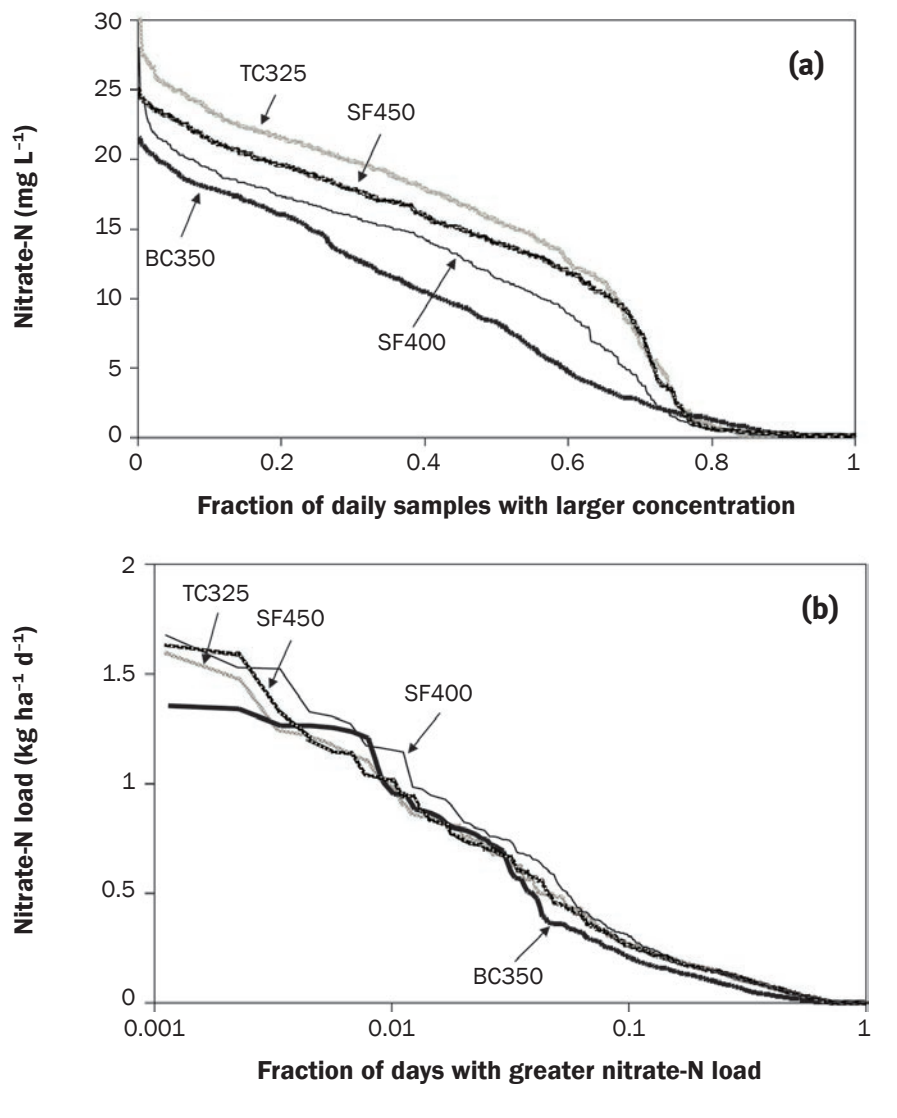 (a)
Nitrate-N (mg L⁻¹)
30
25
20
15
10
5
0
TC325
SF450
BC350
SF400
0 0.2 0.4 0.6 0.8 1
Fraction of daily samples with larger concentration
(b)
Nitrate-N load (kg ha⁻¹ d⁻¹)
2
1.5
1
0.5
0
TC325
SF450
SF400
BC350
0.001 0.01 0.1 1
Fraction of days with greater nitrate-N load